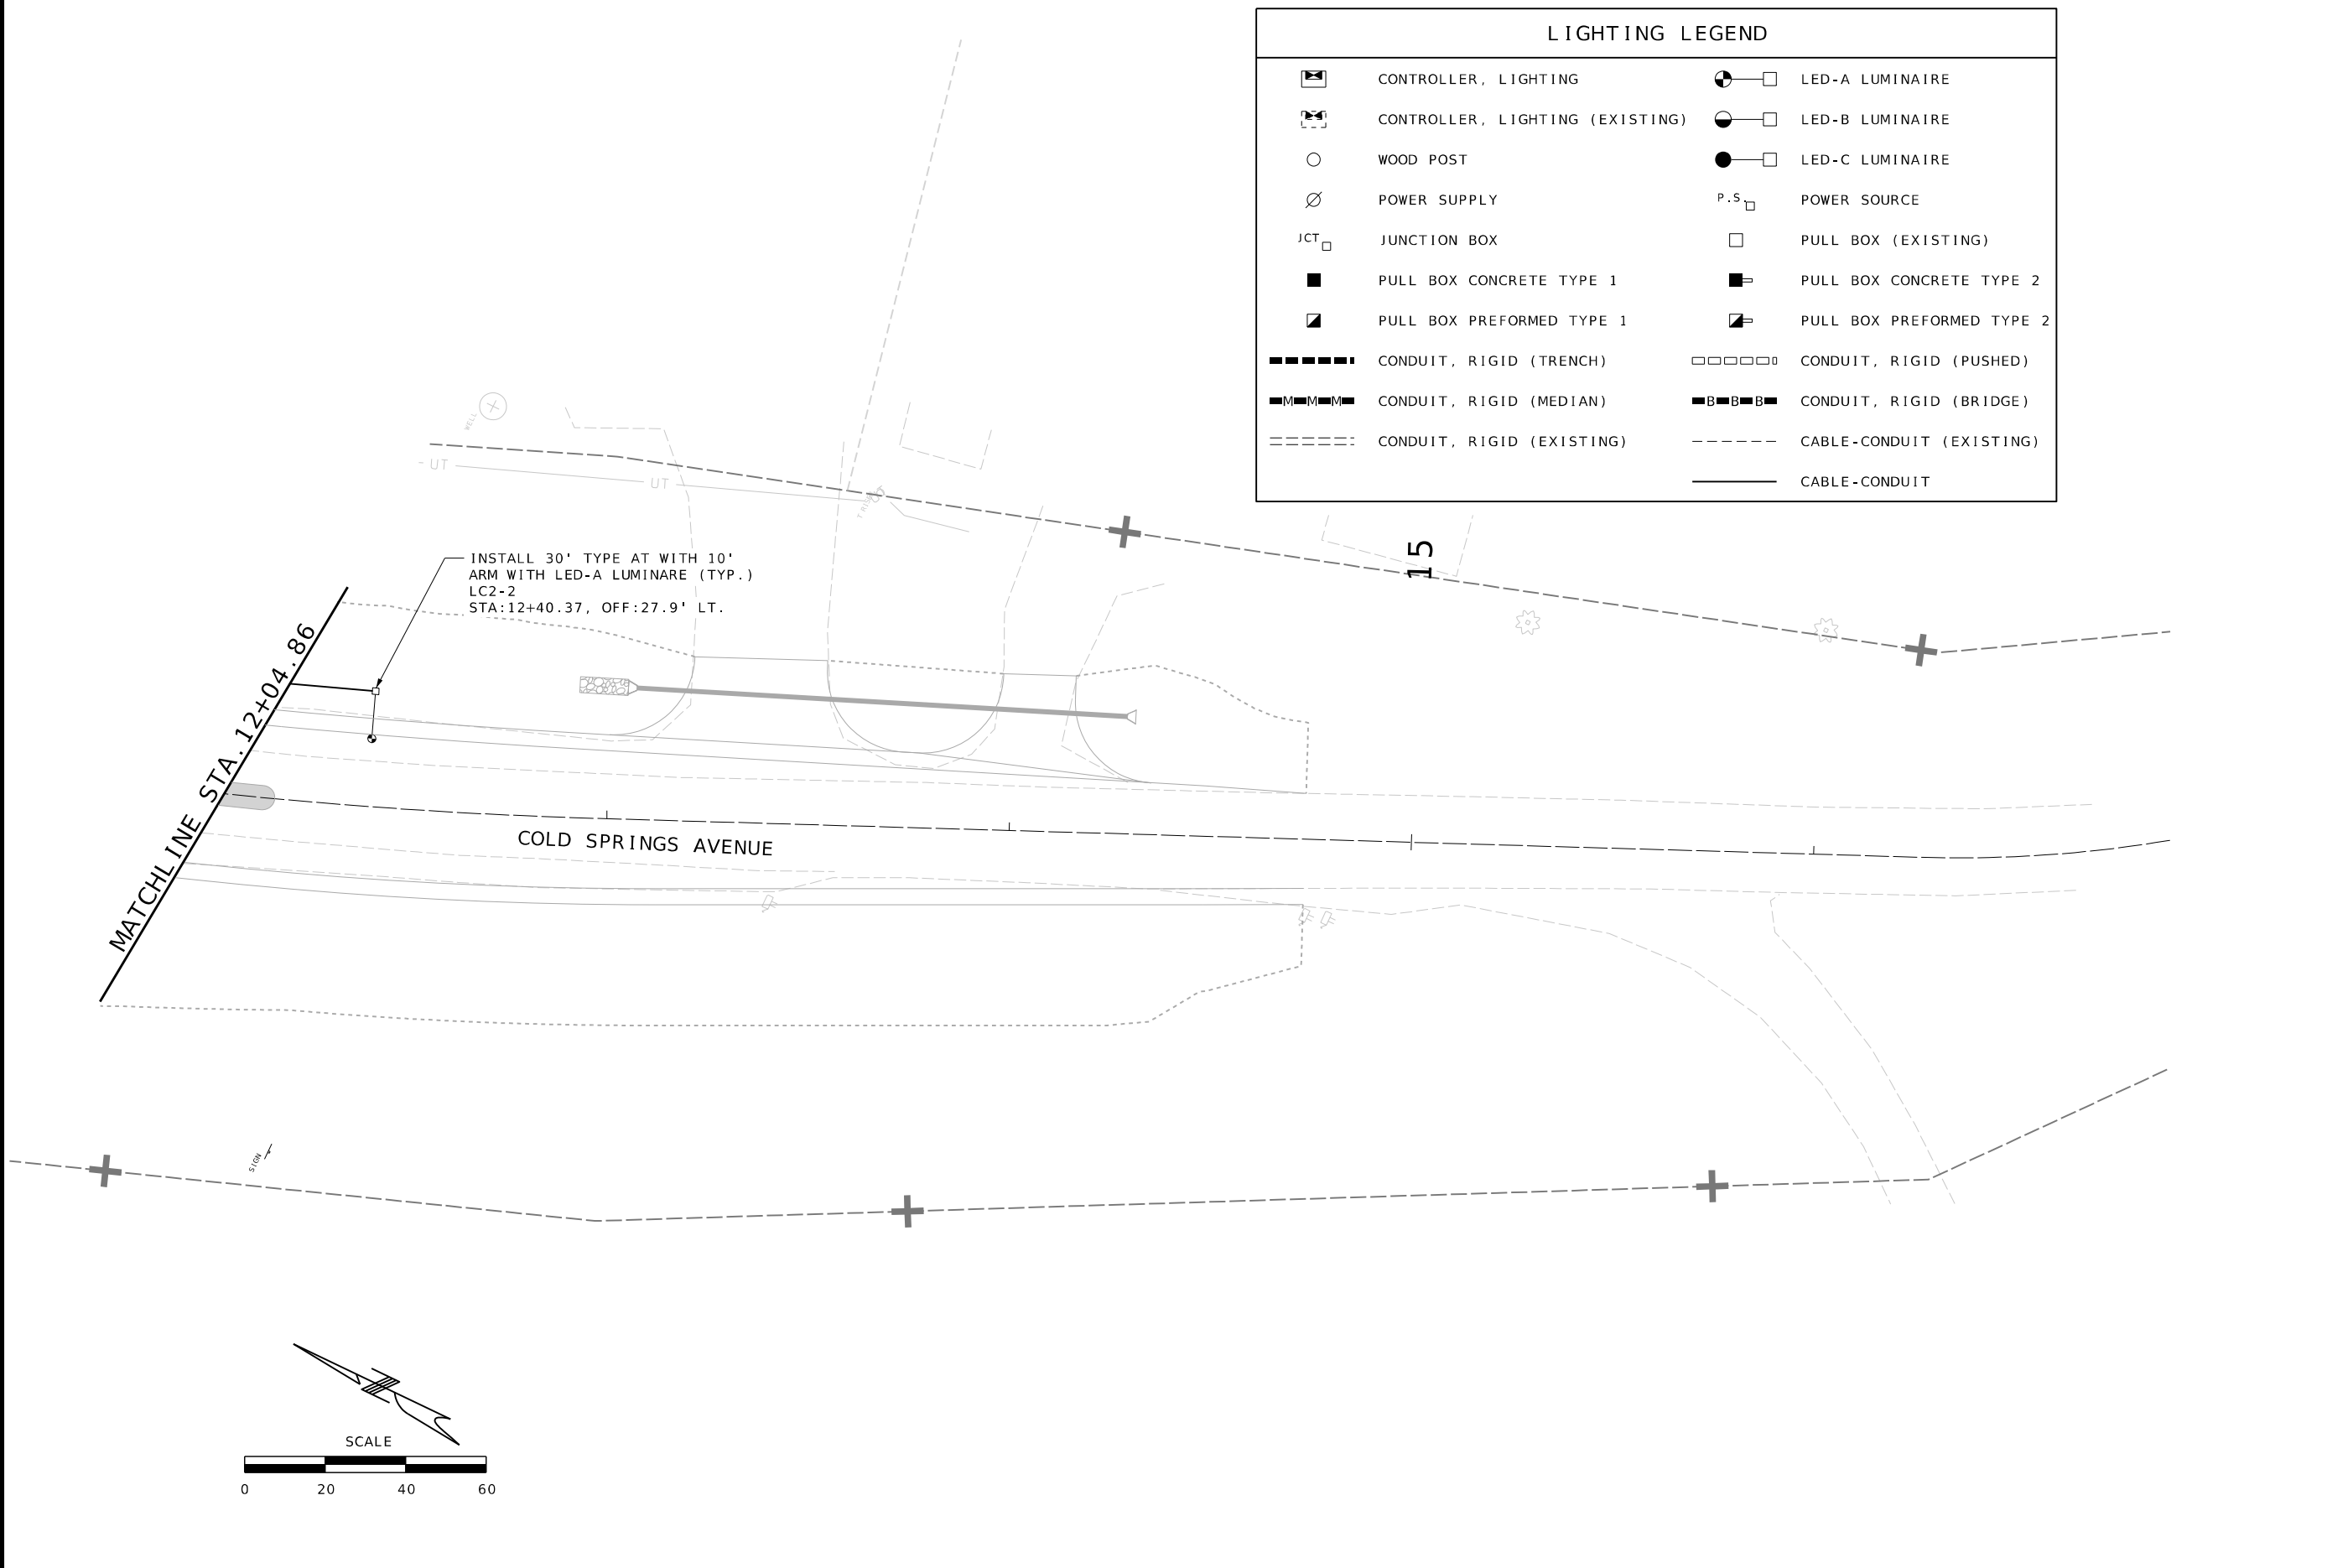 LIGHTING LEGEND
CONTROLLER, LIGHTING
LED-A LUMINAIRE
CONTROLLER, LIGHTING (EXISTING)
LED-B LUMINAIRE
WOOD POST
LED-C LUMINAIRE
POWER SUPPLY
P.S.
POWER SOURCE
JCT
JUNCTION BOX
PULL BOX (EXISTING)
PULL BOX CONCRETE TYPE 1
PULL BOX CONCRETE TYPE 2
PULL BOX PREFORMED TYPE 1
PULL BOX PREFORMED TYPE 2
CONDUIT, RIGID (TRENCH)
CONDUIT, RIGID (PUSHED)
M M M
CONDUIT, RIGID (MEDIAN)
B B B
CONDUIT, RIGID (BRIDGE)
CONDUIT, RIGID (EXISTING)
CABLE-CONDUIT (EXISTING)
CABLE-CONDUIT
WELL
UT
UT
15
INSTALL 30' TYPE AT WITH 10'
ARM WITH LED-A LUMINARE (TYP.)
LC2-2
STA:12+40.37, OFF:27.9' LT.
MATCHLINE STA.12+04.86
COLD SPRINGS AVENUE
SIGN
SCALE
0 20 40 60